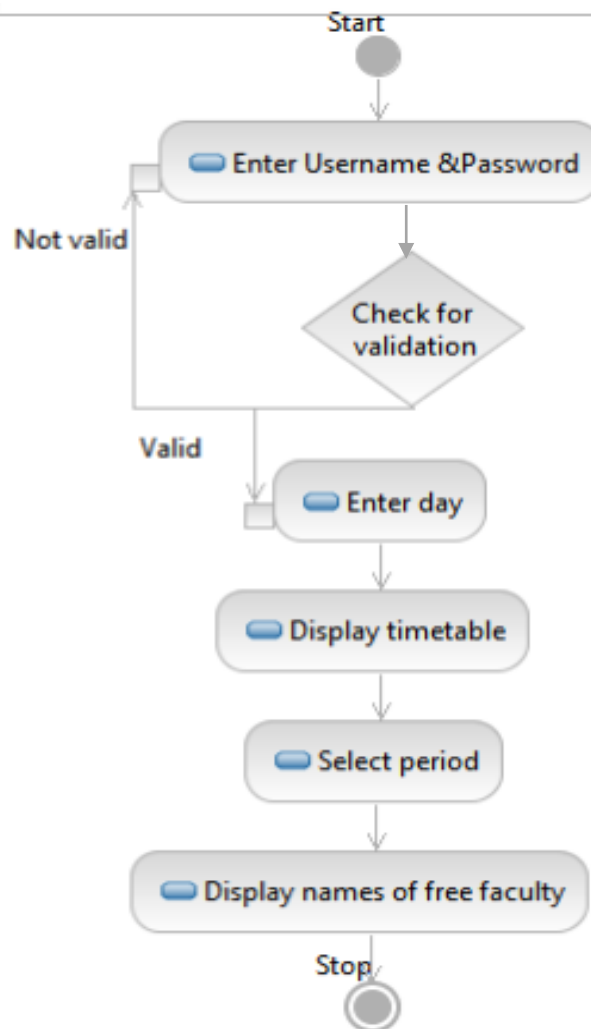 Start
Enter Username &Password
Not valid
Check for
validation
Valid
Enter day
Display timetable
Select period
Display names of free faculty
Stop